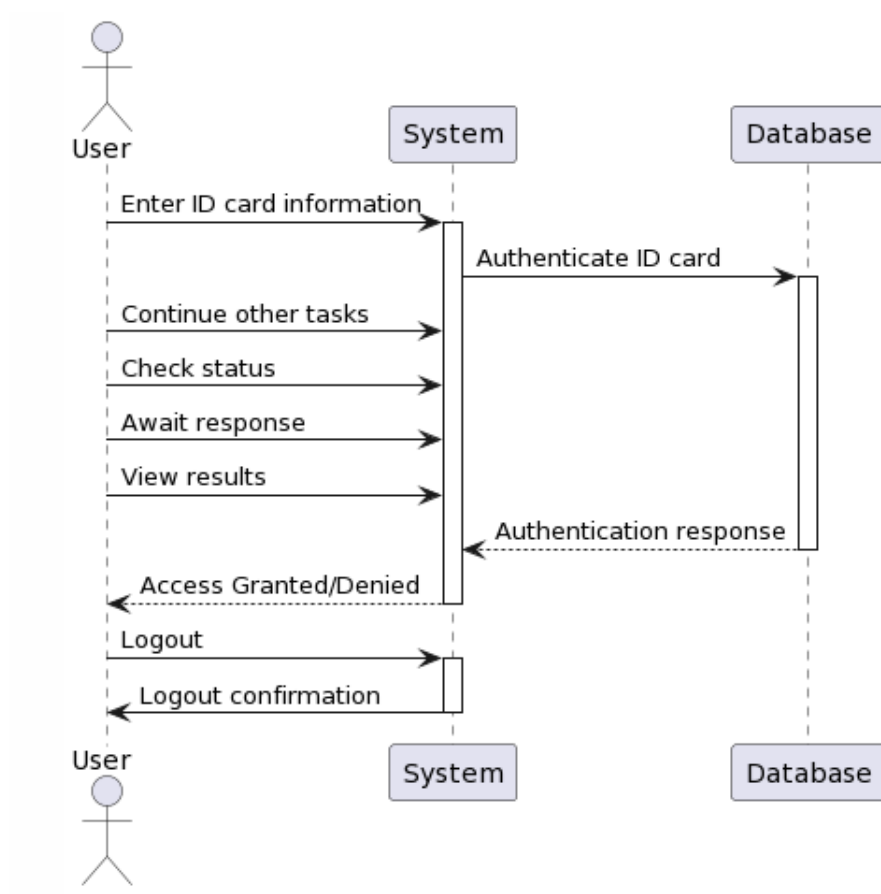 User
System
Database
Enter ID card information
Authenticate ID card
Continue other tasks
Check status
Await response
View results
Authentication response
Access Granted/Denied
Logout
Logout confirmation
User
System
Database